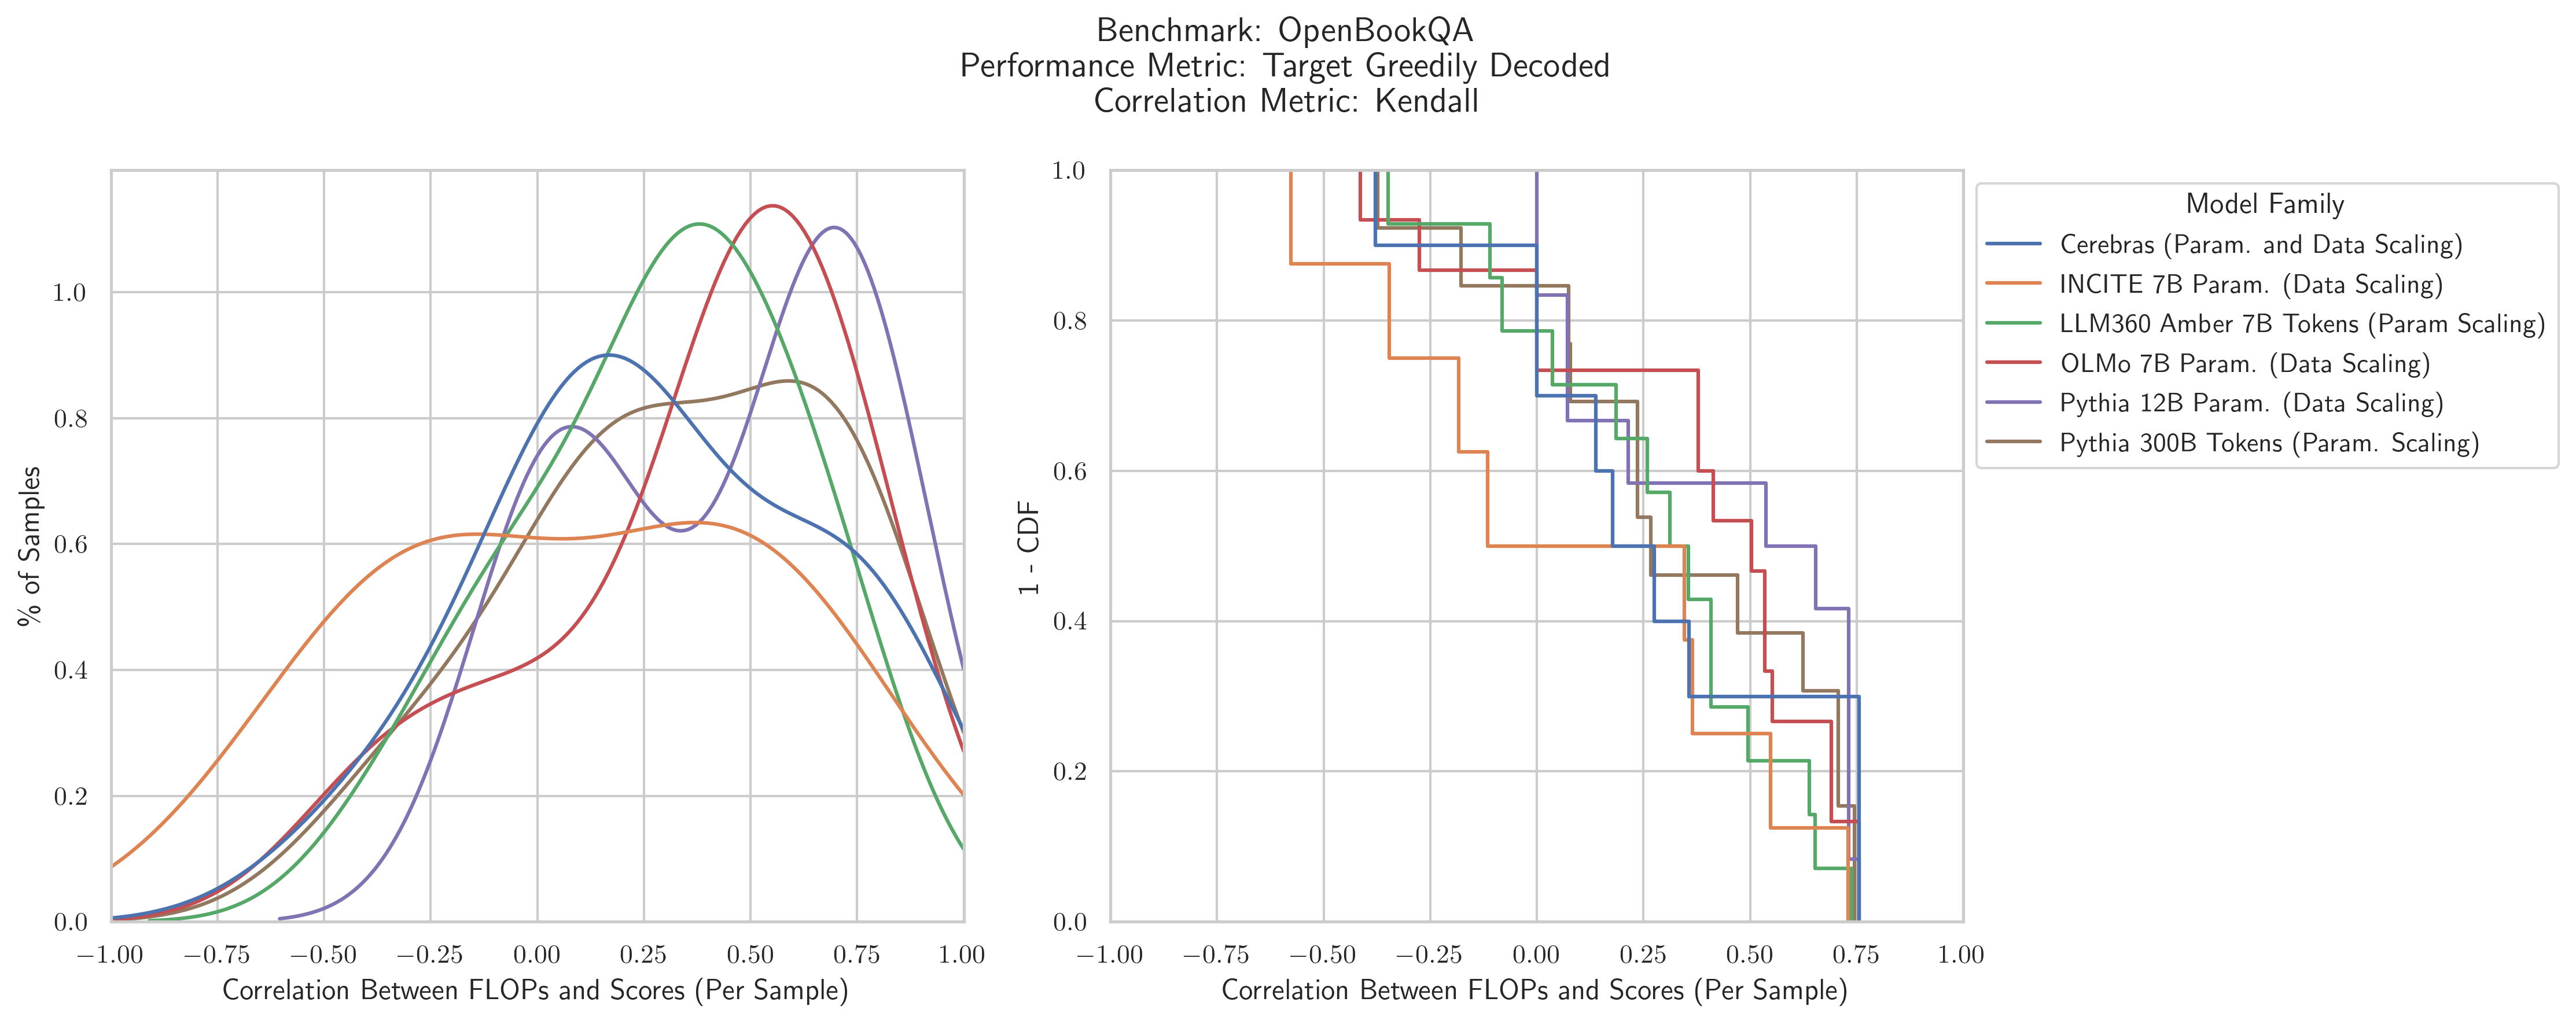 Benchmark: OpenBookQA
Performance Metric: Target Greedily Decoded
Correlation Metric: Kendall
% of Samples
1.0
0.8
0.6
0.4
0.2
0.0
−1.00 −0.75 −0.50 −0.25 0.00 0.25 0.50 0.75 1.00
Correlation Between FLOPs and Scores (Per Sample)
1 - CDF
1.0
0.8
0.6
0.4
0.2
0.0
−1.00 −0.75 −0.50 −0.25 0.00 0.25 0.50 0.75 1.00
Correlation Between FLOPs and Scores (Per Sample)
Model Family
Cerebras (Param. and Data Scaling)
INCITE 7B Param. (Data Scaling)
LLM360 Amber 7B Tokens (Param Scaling)
OLMo 7B Param. (Data Scaling)
Pythia 12B Param. (Data Scaling)
Pythia 300B Tokens (Param. Scaling)